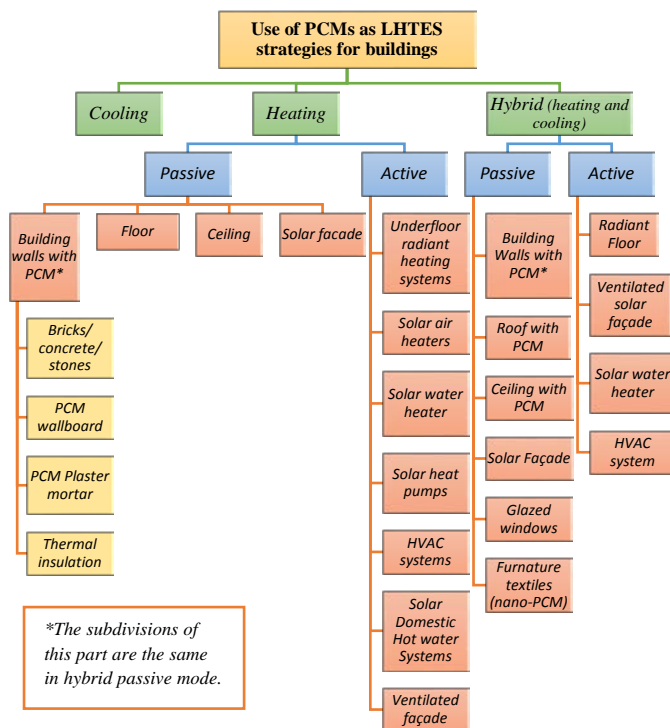 Use of PCMs as LHTES
strategies for buildings
Cooling
Heating
Hybrid (heating and
cooling)
Passive
Active
Passive
Active
Building
walls with
PCM*
Floor
Ceiling
Solar facade
Bricks/
concrete/
stones
PCM
wallboard
PCM Plaster
mortar
Thermal
insulation
Underfloor
radiant
heating
systems
Solar air
heaters
Solar water
heater
Solar heat
pumps
HVAC
systems
Solar
Domestic
Hot water
Systems
Ventilated
façade
Building
Walls with
PCM*
Roof with
PCM
Ceiling with
PCM
Solar Façade
Glazed
windows
Furnature
textiles
(nano-PCM)
Radiant
Floor
Ventilated
solar
façade
Solar water
heater
HVAC
system
*The subdivisions of
this part are the same
in hybrid passive mode.